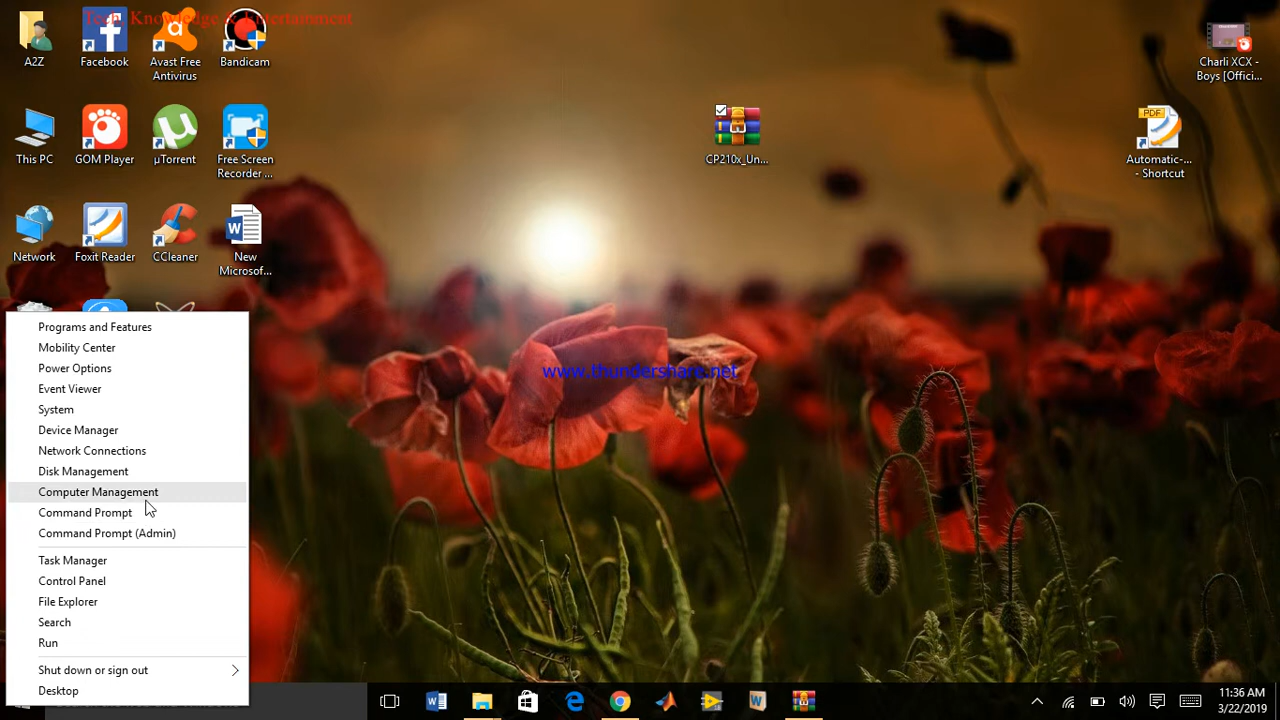 Tech, Knowledge & Entertainment
A2Z
Facebook
Avast Free
Antivirus
Bandicam
Charli XCX -
Boys [Offici...
This PC
GOM Player
µTorrent
Free Screen
Recorder ...
CP210x_Un...
PDF
Automatic-...
- Shortcut
Network
Foxit Reader
CCleaner
New
Microsof...
www.thundershare.net
Programs and Features
Mobility Center
Power Options
Event Viewer
System
Device Manager
Network Connections
Disk Management
Computer Management
Command Prompt
Command Prompt (Admin)
Task Manager
Control Panel
File Explorer
Search
Run
Shut down or sign out
Desktop
11:36 AM
3/22/2019